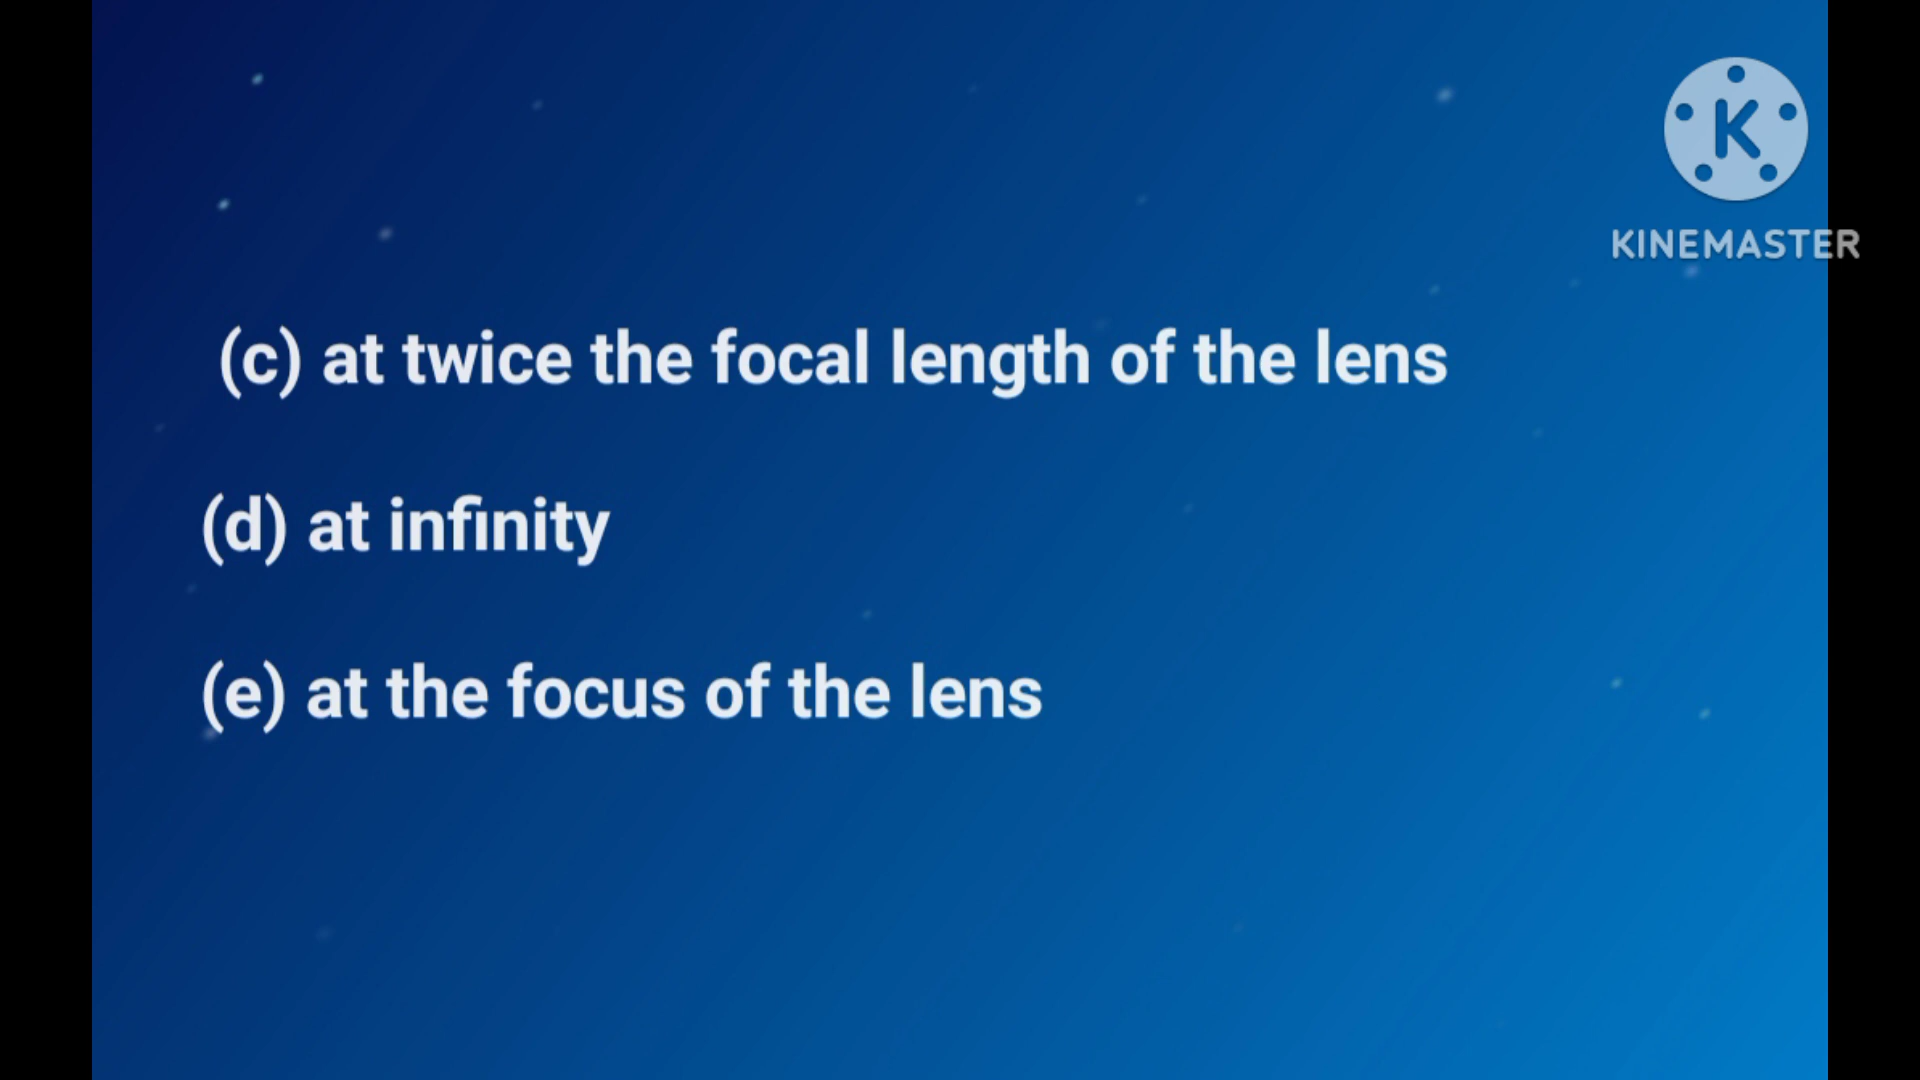 K
KINEMASTER
(c) at twice the focal length of the lens
(d) at infinity
(e) at the focus of the lens